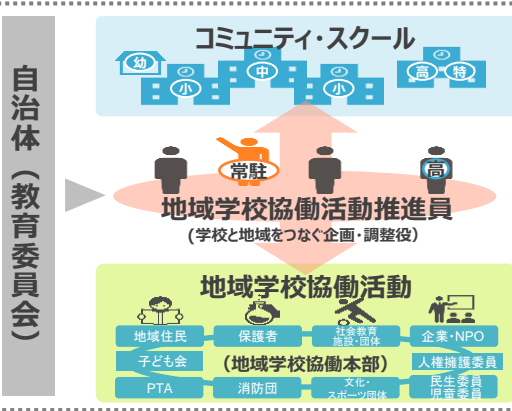 自治体（教育委員会）
コミュニティ・スクール
幼
小
中
小
高・特
常駐
高
地域学校協働活動推進員
(学校と地域をつなぐ企画・調整役)
地域学校協働活動
地域住民
保護者
社会教育
施設・団体
企業・NPO
子ども会
(地域学校協働本部)
人権擁護委員
PTA
消防団
文化・
スポーツ団体
民生委員
児童委員